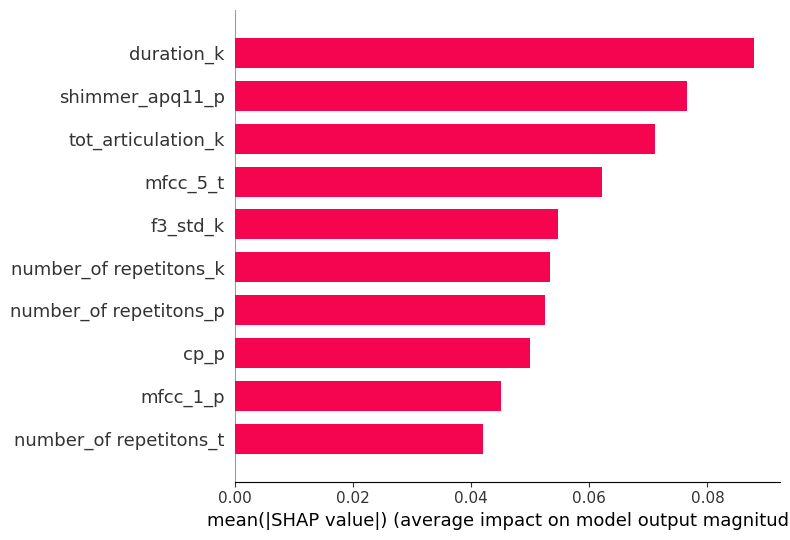 duration_k
shimmer_apq11_p
tot_articulation_k
mfcc_5_t
f3_std_k
number_of repetitons_k
number_of repetitons_p
cp_p
mfcc_1_p
number_of repetitons_t
0.00 0.02 0.04 0.06 0.08
mean(|SHAP value|) (average impact on model output magnitud